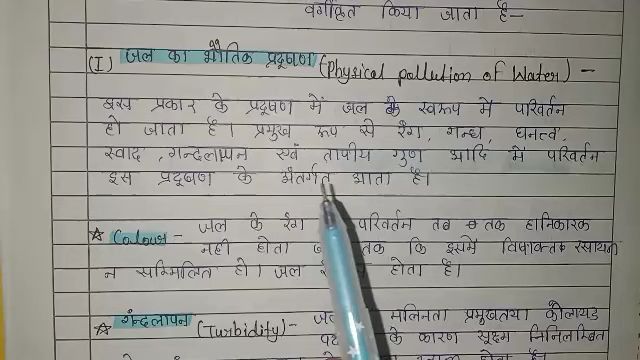 वर्गीकृत किया जाता है—
(I) जल का भौतिक प्रदूषण (Physical pollution of Water) –
इस प्रकार के प्रदूषण में जल के स्वरूप में परिवर्तन
हो जाता है। प्रमुख रूप से रंग, गन्ध, घनत्व,
स्वाद, गन्दलापन एवं तापीय गुण आदि में परिवर्तन
इस प्रदूषण के अंतर्गत आता है।
★ Colour – जल के रंग परिवर्तन तब तक हानिकारक
नही होता तक कि इसमें विषाक्त रसायन
न सम्मिलित हो। जल होता है।
★ गन्दलापन (Turbidity) – मलिनता प्रमुखतया कोलायड
के कारण सूक्ष्म